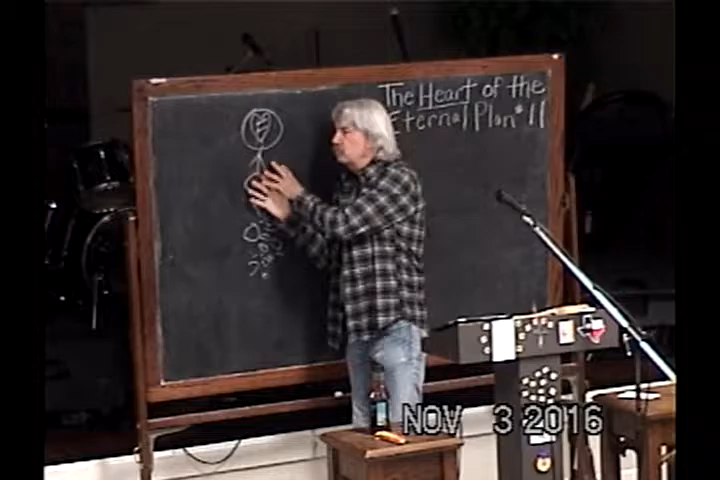 The Heart of the
Eternal Plan #11
NOV 3 2016